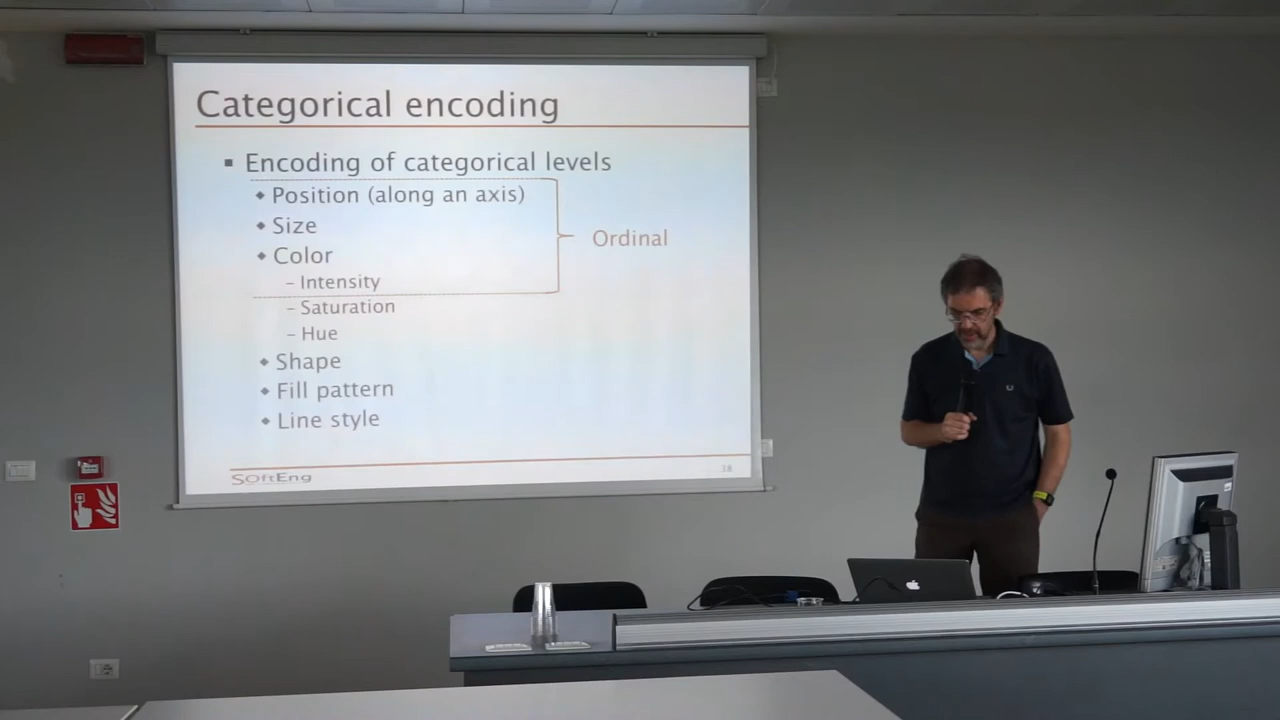 Categorical encoding
▪ Encoding of categorical levels
◆ Position (along an axis)
◆ Size
◆ Color
– Intensity
Ordinal
– Saturation
– Hue
◆ Shape
◆ Fill pattern
◆ Line style
SOftEng
38